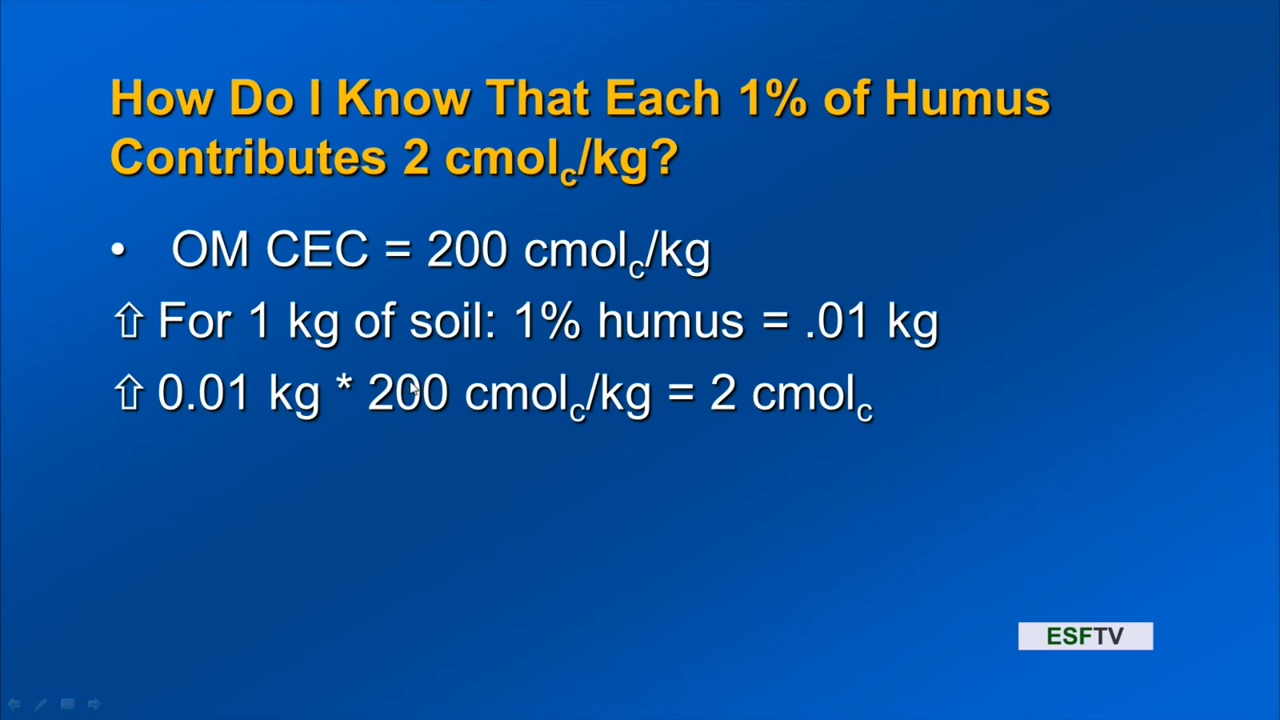 How Do I Know That Each 1% of Humus
Contributes 2 cmolc/kg?
• OM CEC = 200 cmolc/kg
⇧ For 1 kg of soil: 1% humus = .01 kg
⇧ 0.01 kg * 200 cmolc/kg = 2 cmolc
ESFTV